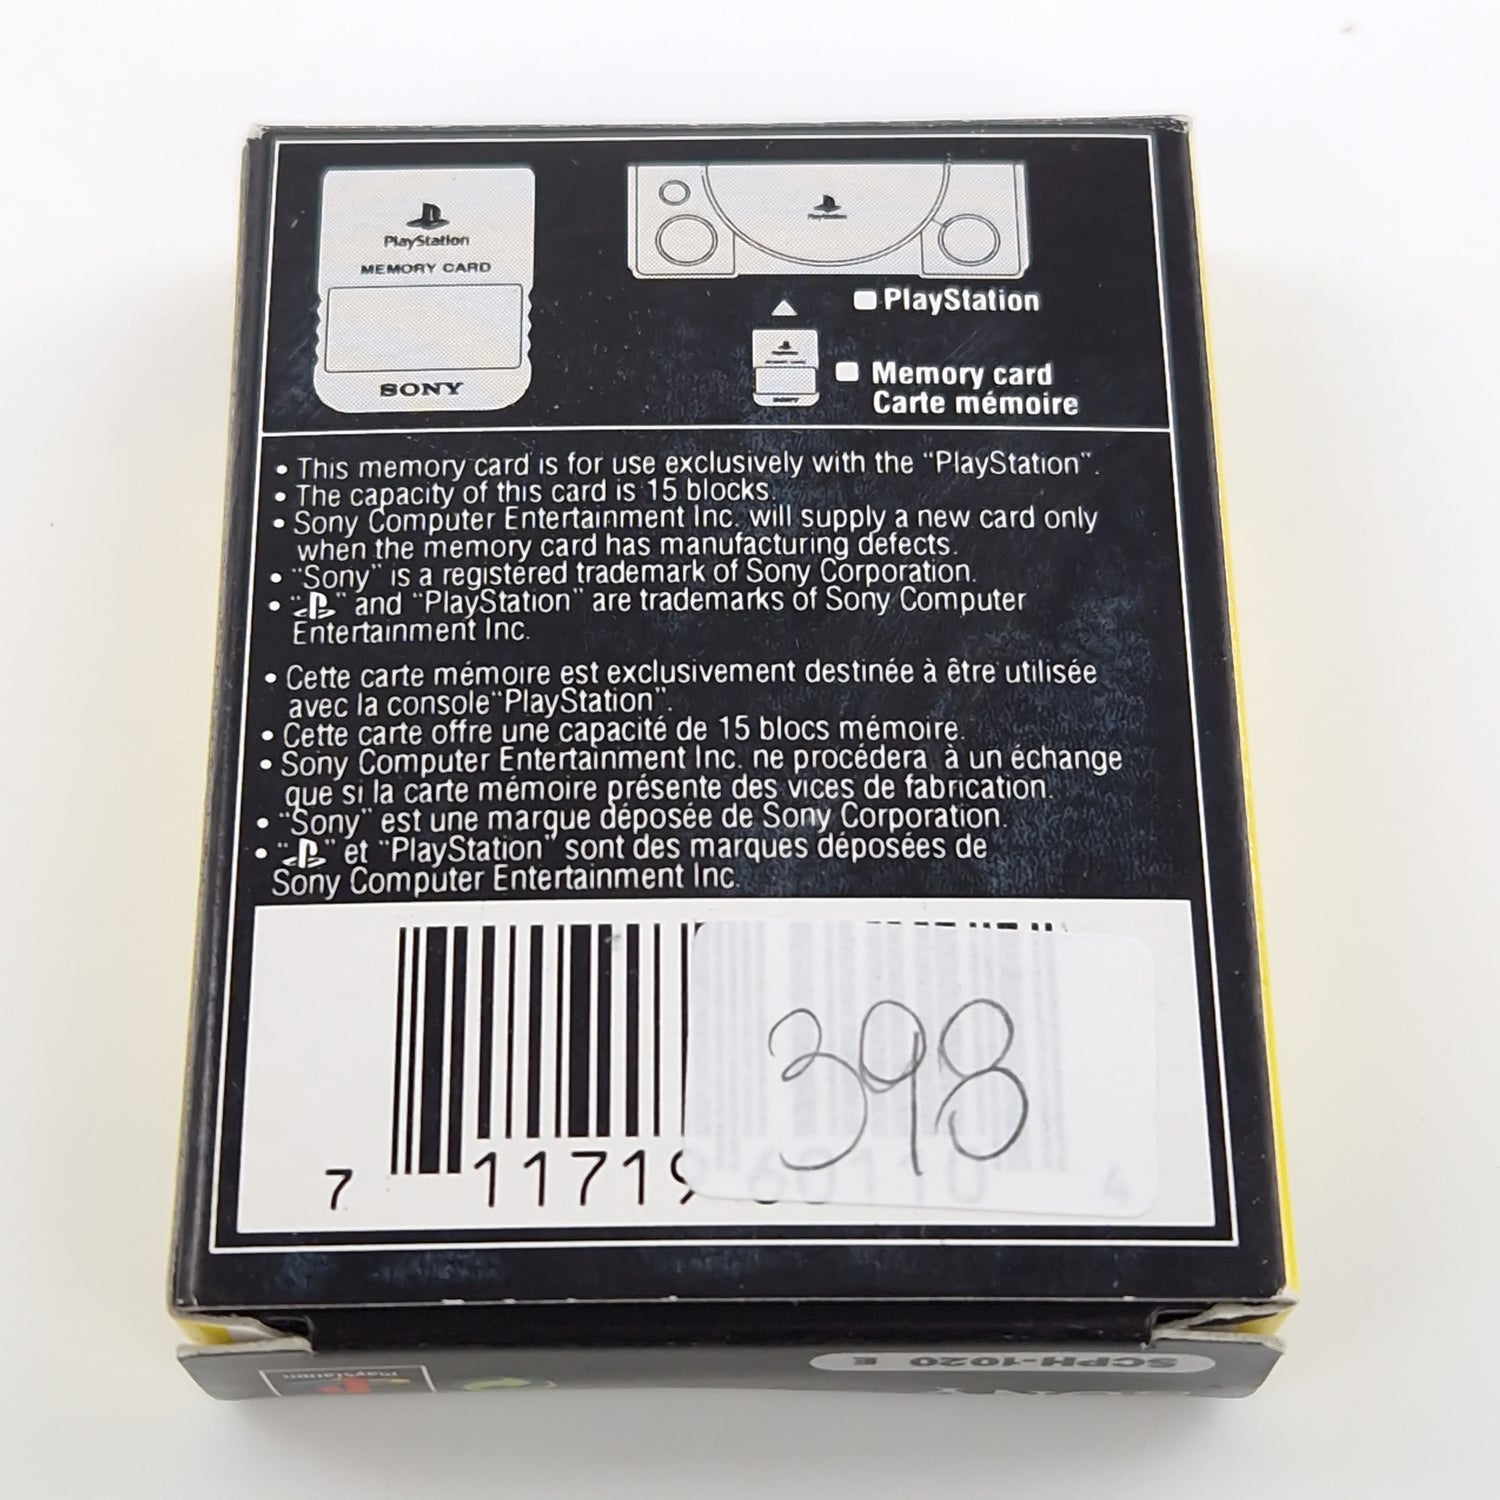 PlayStation
MEMORY CARD
SONY
PlayStation
PlayStation
Memory card
Carte mémoire
SONY
• This memory card is for use exclusively with the "PlayStation".
• The capacity of this card is 15 blocks.
• Sony Computer Entertainment Inc. will supply a new card only
when the memory card has manufacturing defects.
• "Sony" is a registered trademark of Sony Corporation.
• " " and "PlayStation" are trademarks of Sony Computer
Entertainment Inc.
• Cette carte mémoire est exclusivement destinée à être utilisée
avec la console "PlayStation".
• Cette carte offre une capacité de 15 blocs mémoire.
• Sony Computer Entertainment Inc. ne procédera à un échange
que si la carte mémoire présente des vices de fabrication.
• "Sony" est une marque déposée de Sony Corporation.
• " " et "PlayStation" sont des marques déposées de
Sony Computer Entertainment Inc.
398
7 11719 60110 4
SCPH-1020 E
PlayStation